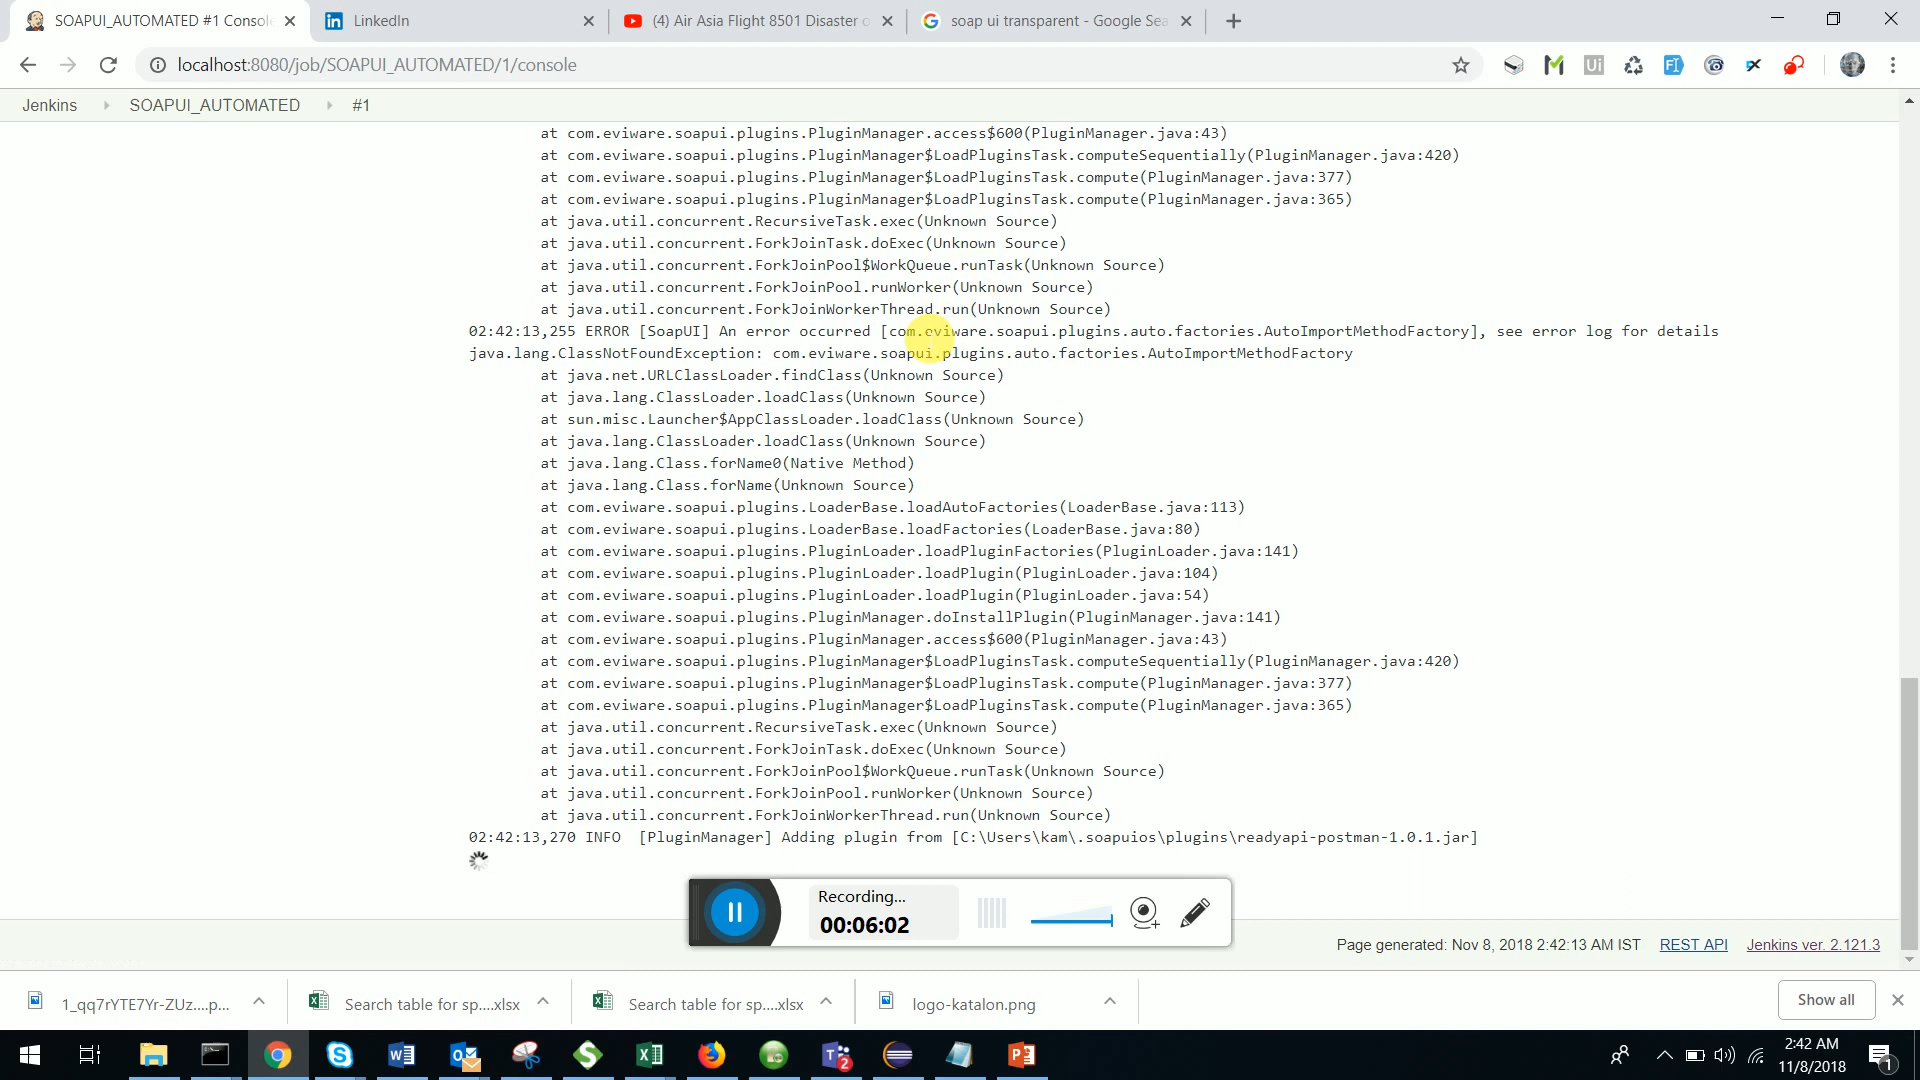 SOAPUI_AUTOMATED #1 Consol
LinkedIn
(4) Air Asia Flight 8501 Disaster o
soap ui transparent - Google Sea
localhost:8080/job/SOAPUI_AUTOMATED/1/console
Jenkins
SOAPUI_AUTOMATED
#1
at com.eviware.soapui.plugins.PluginManager.access$600(PluginManager.java:43)
at com.eviware.soapui.plugins.PluginManager$LoadPluginsTask.computeSequentially(PluginManager.java:420)
at com.eviware.soapui.plugins.PluginManager$LoadPluginsTask.compute(PluginManager.java:377)
at com.eviware.soapui.plugins.PluginManager$LoadPluginsTask.compute(PluginManager.java:365)
at java.util.concurrent.RecursiveTask.exec(Unknown Source)
at java.util.concurrent.ForkJoinTask.doExec(Unknown Source)
at java.util.concurrent.ForkJoinPool$WorkQueue.runTask(Unknown Source)
at java.util.concurrent.ForkJoinPool.runWorker(Unknown Source)
at java.util.concurrent.ForkJoinWorkerThread.run(Unknown Source)
02:42:13,255 ERROR [SoapUI] An error occurred [com.eviware.soapui.plugins.auto.factories.AutoImportMethodFactory], see error log for details
java.lang.ClassNotFoundException: com.eviware.soapui.plugins.auto.factories.AutoImportMethodFactory
at java.net.URLClassLoader.findClass(Unknown Source)
at java.lang.ClassLoader.loadClass(Unknown Source)
at sun.misc.Launcher$AppClassLoader.loadClass(Unknown Source)
at java.lang.ClassLoader.loadClass(Unknown Source)
at java.lang.Class.forName0(Native Method)
at java.lang.Class.forName(Unknown Source)
at com.eviware.soapui.plugins.LoaderBase.loadAutoFactories(LoaderBase.java:113)
at com.eviware.soapui.plugins.LoaderBase.loadFactories(LoaderBase.java:80)
at com.eviware.soapui.plugins.PluginLoader.loadPluginFactories(PluginLoader.java:141)
at com.eviware.soapui.plugins.PluginLoader.loadPlugin(PluginLoader.java:104)
at com.eviware.soapui.plugins.PluginLoader.loadPlugin(PluginLoader.java:54)
at com.eviware.soapui.plugins.PluginManager.doInstallPlugin(PluginManager.java:141)
at com.eviware.soapui.plugins.PluginManager.access$600(PluginManager.java:43)
at com.eviware.soapui.plugins.PluginManager$LoadPluginsTask.computeSequentially(PluginManager.java:420)
at com.eviware.soapui.plugins.PluginManager$LoadPluginsTask.compute(PluginManager.java:377)
at com.eviware.soapui.plugins.PluginManager$LoadPluginsTask.compute(PluginManager.java:365)
at java.util.concurrent.RecursiveTask.exec(Unknown Source)
at java.util.concurrent.ForkJoinTask.doExec(Unknown Source)
at java.util.concurrent.ForkJoinPool$WorkQueue.runTask(Unknown Source)
at java.util.concurrent.ForkJoinPool.runWorker(Unknown Source)
at java.util.concurrent.ForkJoinWorkerThread.run(Unknown Source)
02:42:13,270 INFO [PluginManager] Adding plugin from [C:\Users\kam\.soapuios\plugins\readyapi-postman-1.0.1.jar]
Recording...
00:06:02
Page generated: Nov 8, 2018 2:42:13 AM IST
REST API
Jenkins ver. 2.121.3
1_qq7rYTE7Yr-ZUz....p...
Search table for sp....xlsx
Search table for sp....xlsx
logo-katalon.png
Show all
2:42 AM
11/8/2018